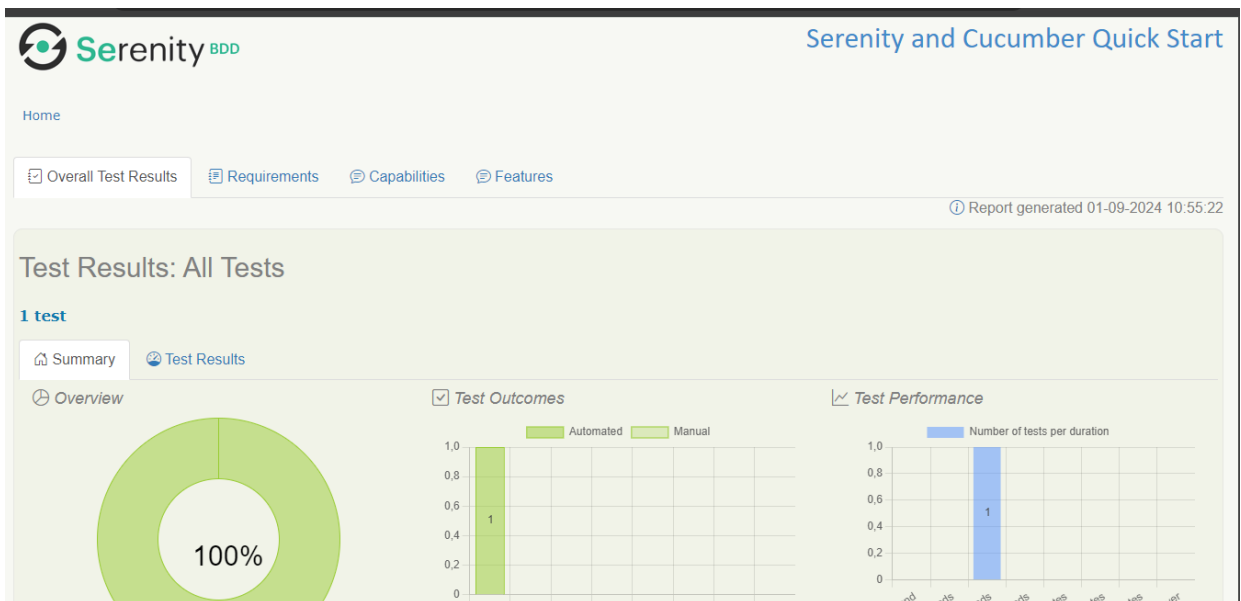 Serenity BDD
Serenity and Cucumber Quick Start
Home
Overall Test Results Requirements Capabilities Features
Report generated 01-09-2024 10:55:22
Test Results: All Tests
1 test
Summary Test Results
Overview
100%
Test Outcomes
Automated Manual
1,0
0,8
0,6
0,4
0,2
0
1
Test Performance
Number of tests per duration
1,0
0,8
0,6
0,4
0,2
0
1